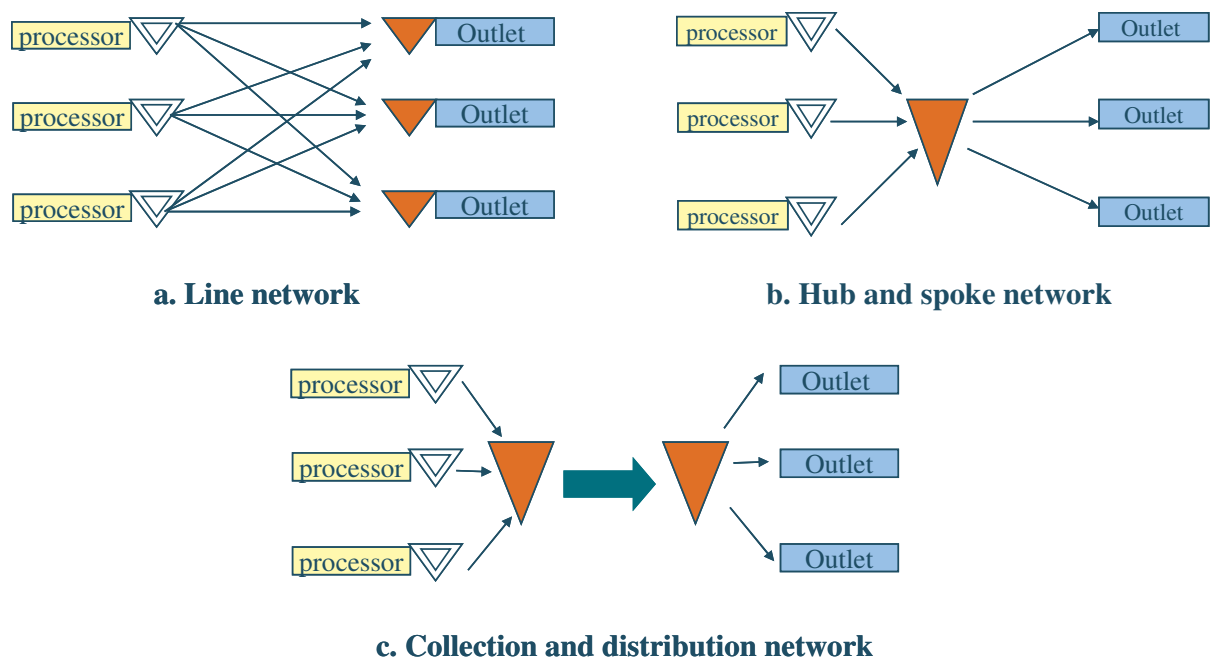 processor
Outlet
processor
Outlet
processor
Outlet
a. Line network
processor
Outlet
processor
Outlet
processor
Outlet
b. Hub and spoke network
processor
Outlet
processor
Outlet
processor
Outlet
c. Collection and distribution network